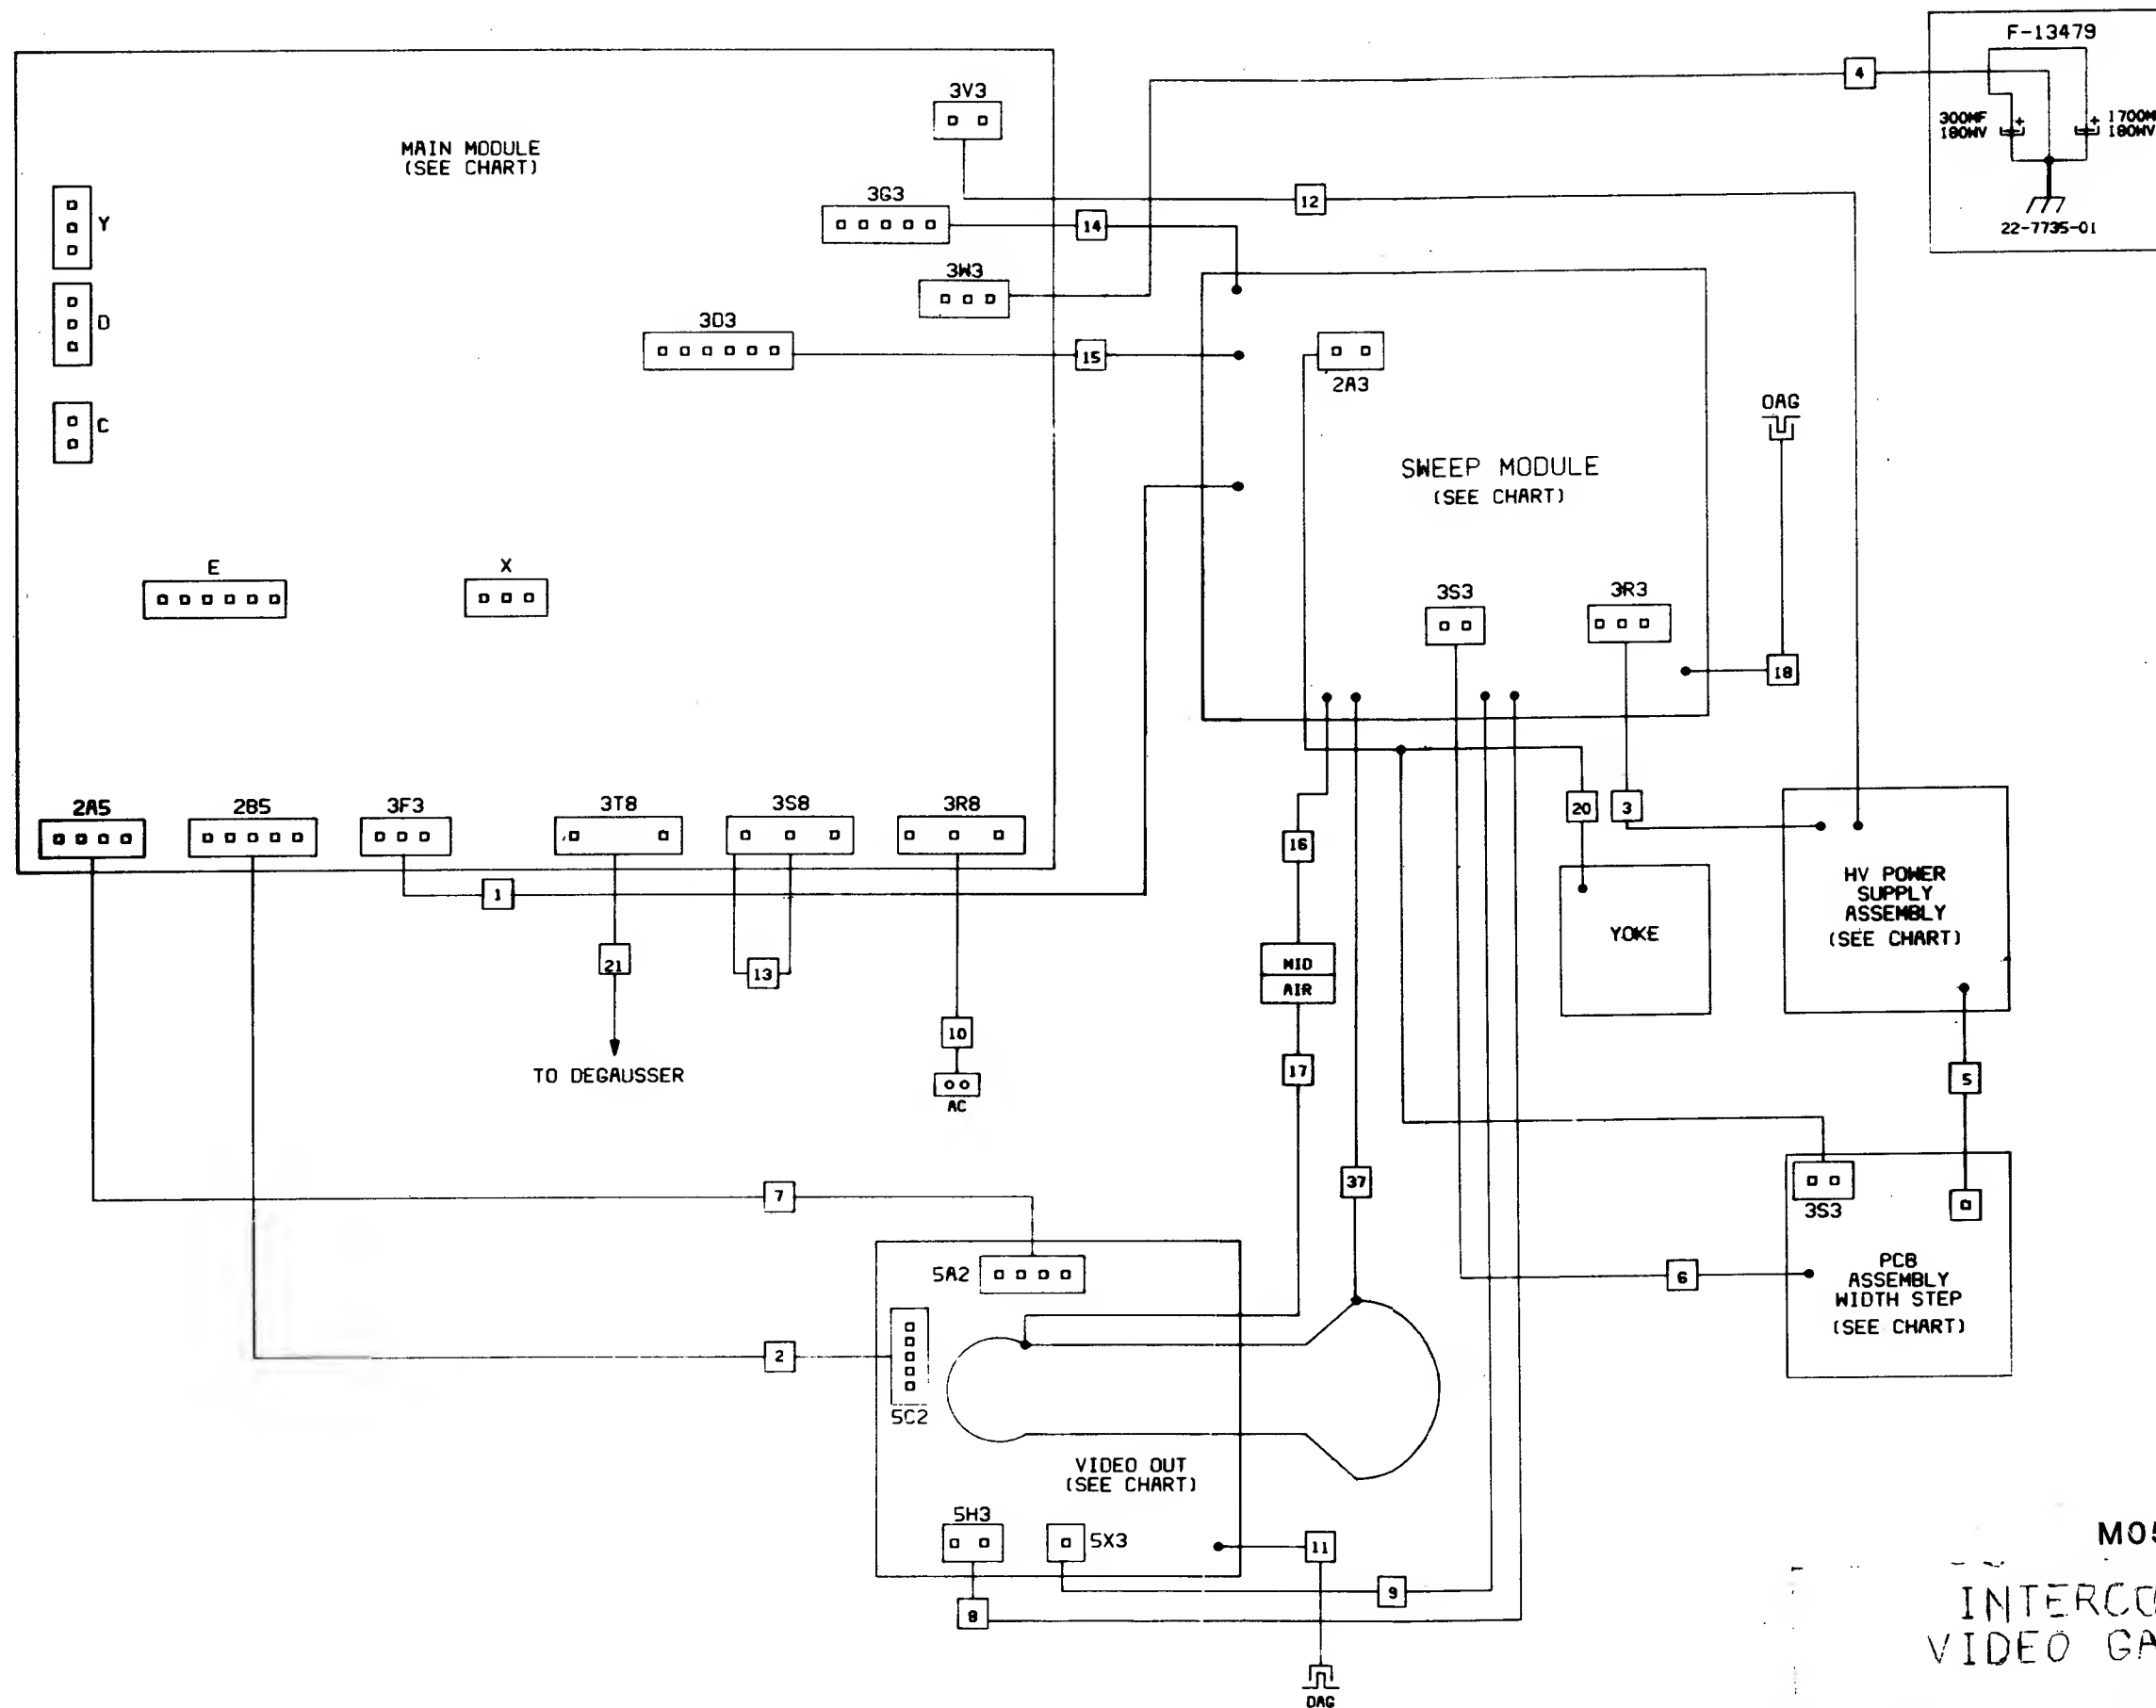 F-13479
4
300MF
180WV
+
+
180WV
22-7735-01
MAIN MODULE
(SEE CHART)
3V3
12
3G3
14
3W3
3D3
15
Y
D
C
E
X
2A3
SWEEP MODULE
(SEE CHART)
DAG
3S3
3R3
18
2A5
2B5
3F3
3T8
3S8
3R8
1
21
13
10
AC
TO DEGAUSSER
16
MID
AIR
17
37
20
3
YOKE
HV POWER
SUPPLY
ASSEMBLY
(SEE CHART)
5
7
2
5A2
5C2
VIDEO OUT
(SEE CHART)
5H3
5X3
11
9
8
DAG
6
3S3
PCB
ASSEMBLY
WIDTH STEP
(SEE CHART)